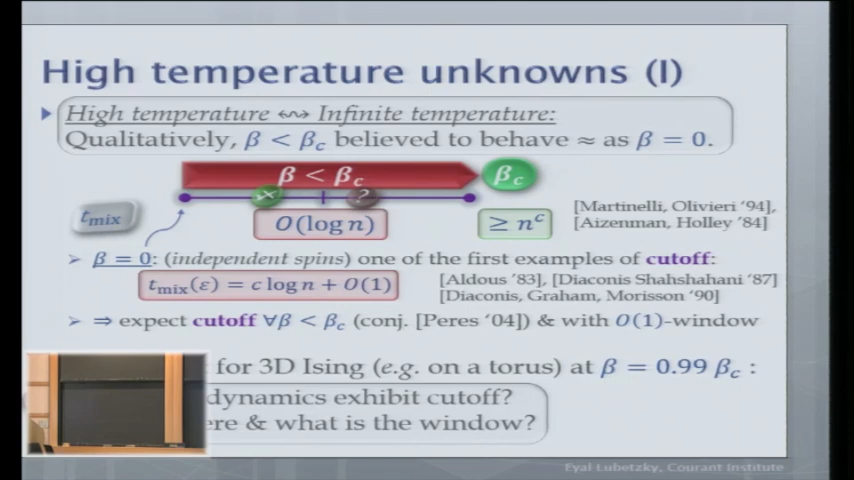 High temperature unknowns (I)
High temperature ↭ Infinite temperature:
Qualitatively, β < β_c believed to behave ≈ as β = 0.
β < β_c
β_c
?
t_mix
O(log n)
≥ n^c
[Martinelli, Olivieri '94],
[Aizenman, Holley '84]
β = 0: (independent spins) one of the first examples of cutoff:
t_mix(ε) = c log n + O(1)
[Aldous '83], [Diaconis Shahshahani '87]
[Diaconis, Graham, Morisson '90]
⇒ expect cutoff ∀β < β_c (conj. [Peres '04]) & with O(1)-window
for 3D Ising (e.g. on a torus) at β = 0.99 β_c :
dynamics exhibit cutoff?
ere & what is the window?
Eyal Lubetzky, Courant Institute